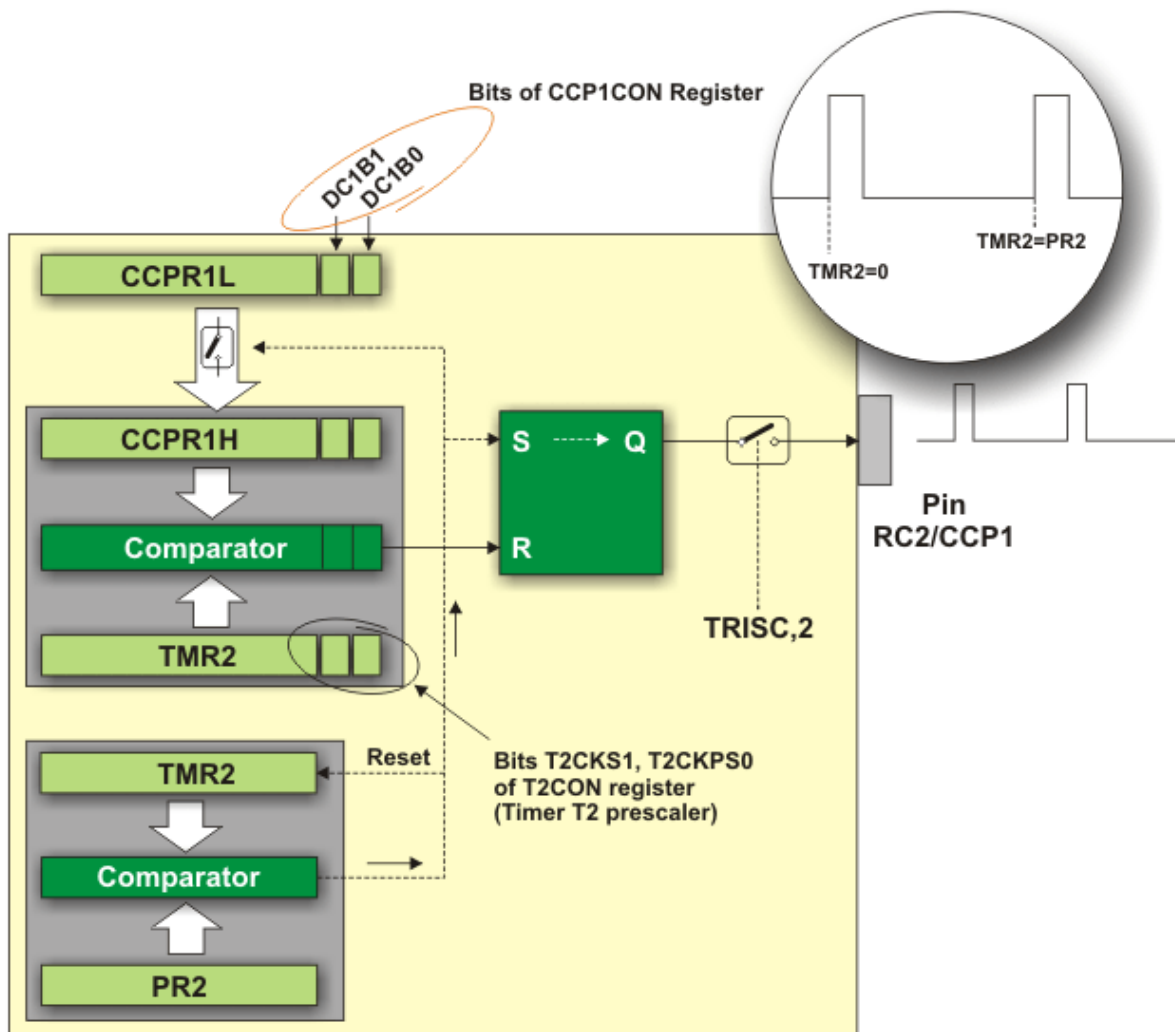 Bits of CCP1CON Register
DC1B1
DC1B0
TMR2=0
TMR2=PR2
CCPR1L
CCPR1H
Comparator
TMR2
S
Q
R
Pin
RC2/CCP1
TRISC,2
Reset
Bits T2CKS1, T2CKPS0
of T2CON register
(Timer T2 prescaler)
TMR2
Comparator
PR2